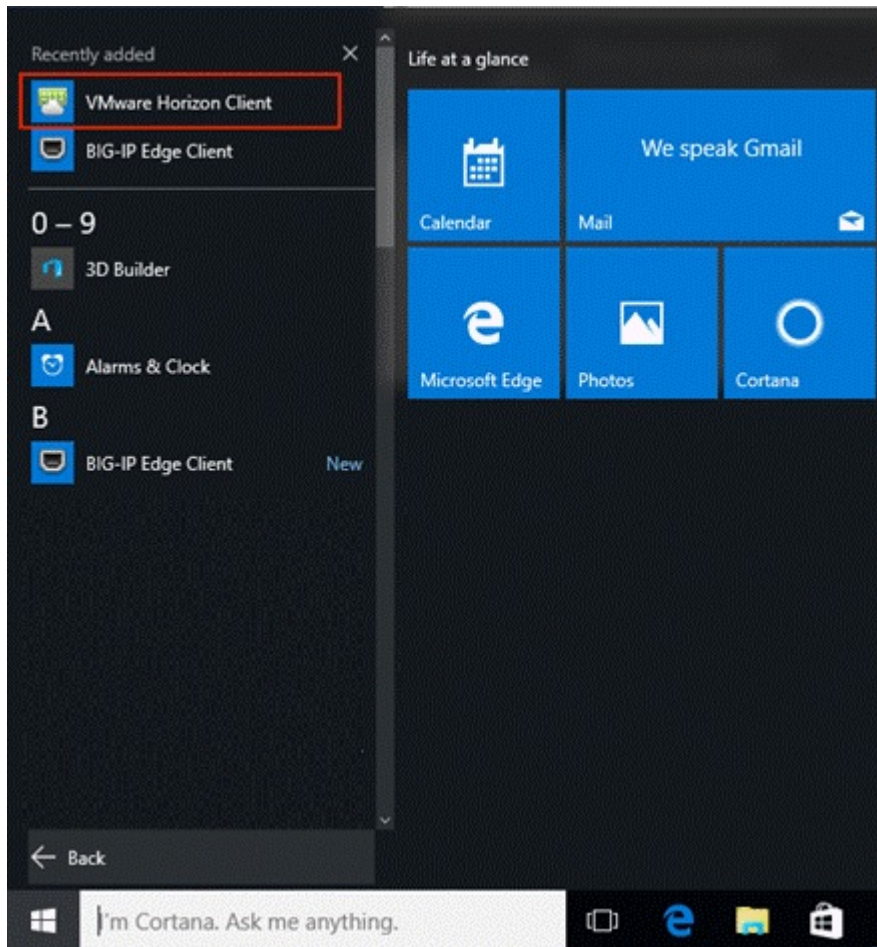 Recently added
VMware Horizon Client
BIG-IP Edge Client
0 – 9
3D Builder
A
Alarms & Clock
B
BIG-IP Edge Client New
Back
Life at a glance
Calendar
We speak Gmail
Mail
Microsoft Edge
Photos
Cortana
I'm Cortana. Ask me anything.